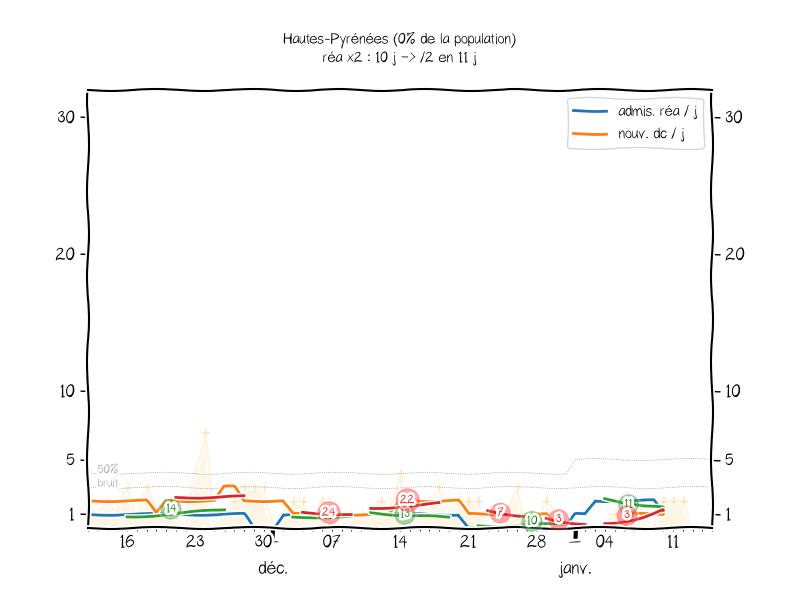 Hautes-Pyrénées (0% de la population)
réa x2 : 10 j -> /2 en 11 j
admis. réa / j
nouv. dc / j
30
30
20
20
10
10
5
5
1
1
50%
bruit
14
24
22
13
7
10
3
11
3
16 23 30 07 14 21 28 04 11
déc. janv.